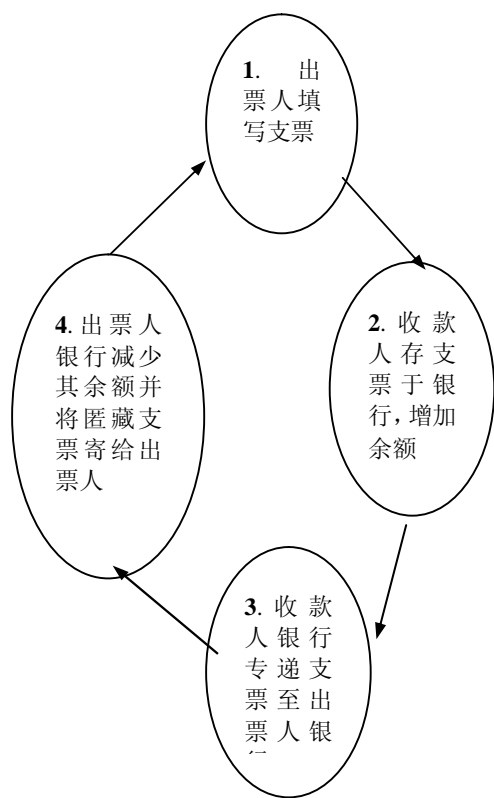 1. 出
票人填
写支票
2. 收款
人存支
票于银
行，增加
余额
3. 收款
人银行
专递支
票至出
票人银
4. 出票人
银行减少
其余额并
将匿藏支
票寄给出
票人